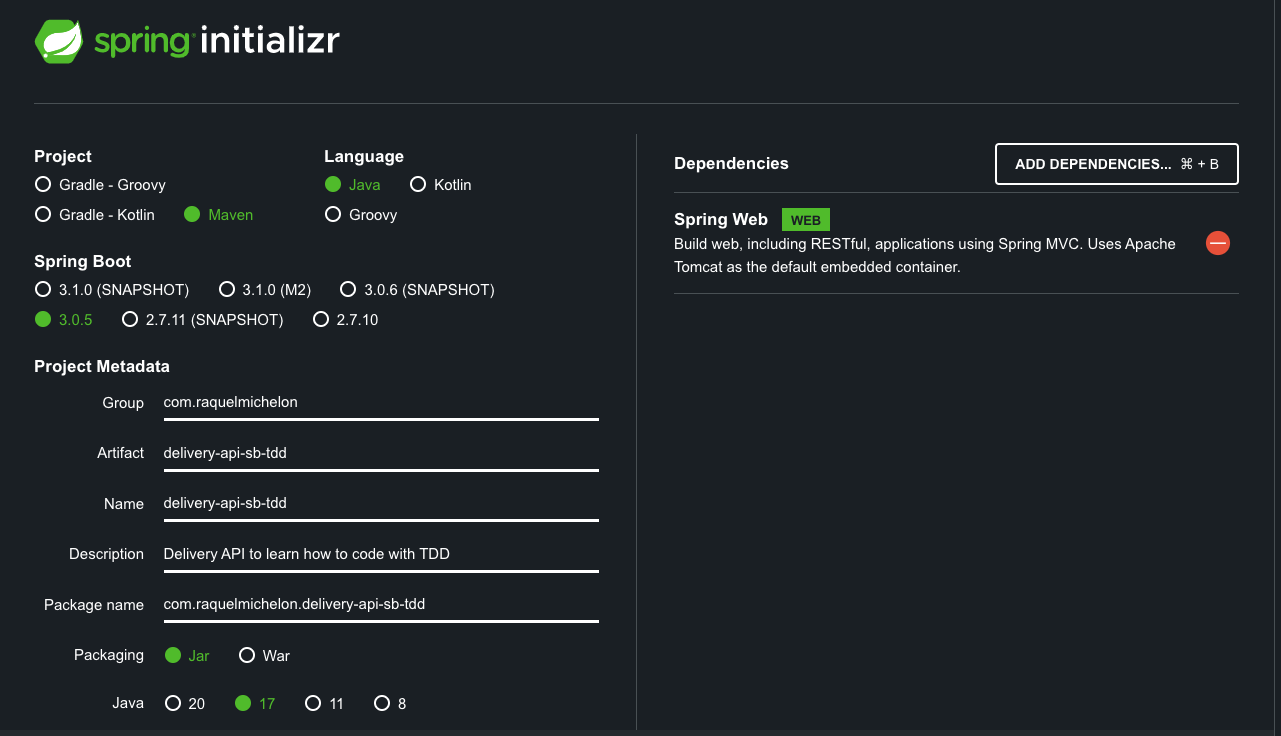 spring initializr
Project
Gradle - Groovy
Gradle - Kotlin Maven
Language
Java Kotlin
Groovy
Spring Boot
3.1.0 (SNAPSHOT) 3.1.0 (M2) 3.0.6 (SNAPSHOT)
3.0.5 2.7.11 (SNAPSHOT) 2.7.10
Project Metadata
Group com.raquelmichelon
Artifact delivery-api-sb-tdd
Name delivery-api-sb-tdd
Description Delivery API to learn how to code with TDD
Package name com.raquelmichelon.delivery-api-sb-tdd
Packaging Jar War
Java 20 17 11 8
Dependencies ADD DEPENDENCIES... ⌘ + B
Spring Web WEB
Build web, including RESTful, applications using Spring MVC. Uses Apache
Tomcat as the default embedded container.